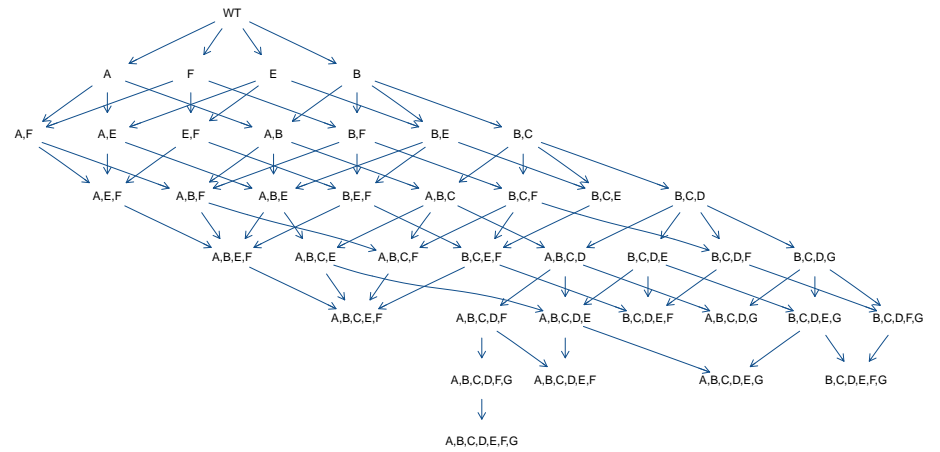 WT
A F E B
A,F A,E E,F A,B B,F B,E B,C
A,E,F A,B,F A,B,E B,E,F A,B,C B,C,F B,C,E B,C,D
A,B,E,F A,B,C,E A,B,C,F B,C,E,F A,B,C,D B,C,D,E B,C,D,F B,C,D,G
A,B,C,E,F A,B,C,D,F A,B,C,D,E B,C,D,E,F A,B,C,D,G B,C,D,E,G B,C,D,F,G
A,B,C,D,F,G A,B,C,D,E,F A,B,C,D,E,G B,C,D,E,F,G
A,B,C,D,E,F,G